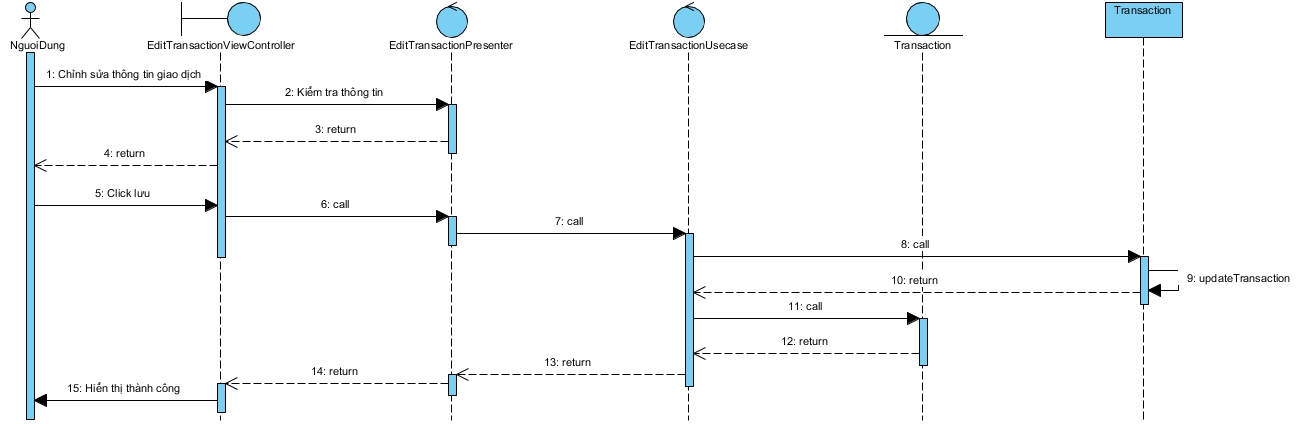 Transaction
NguoiDung
EditTransactionViewController
EditTransactionPresenter
EditTransactionUsecase
Transaction
1: Chỉnh sửa thông tin giao dịch
2: Kiểm tra thông tin
3: return
4: return
5: Click lưu
6: call
7: call
8: call
9: updateTransaction
10: return
11: call
12: return
13: return
14: return
15: Hiển thị thành công